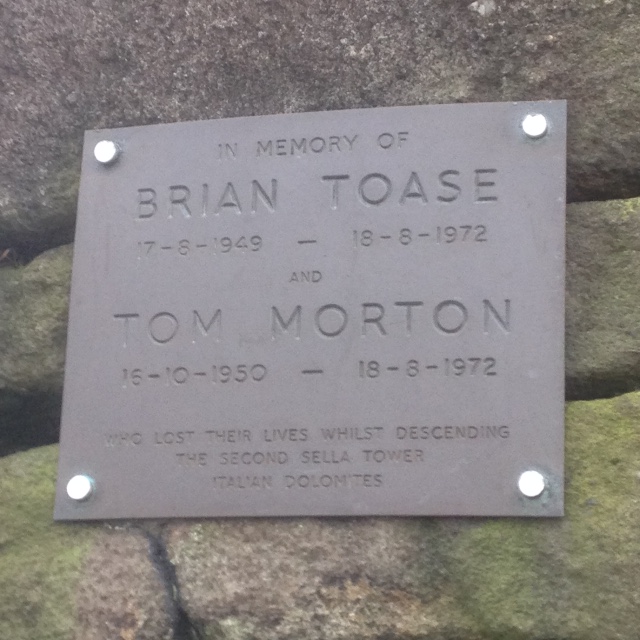 IN MEMORY OF
BRIAN TOASE
17-8-1949 — 18-8-1972
AND
TOM MORTON
16-10-1950 — 18-8-1972
WHO LOST THEIR LIVES WHILST DESCENDING
THE SECOND SELLA TOWER
ITALIAN DOLOMITES